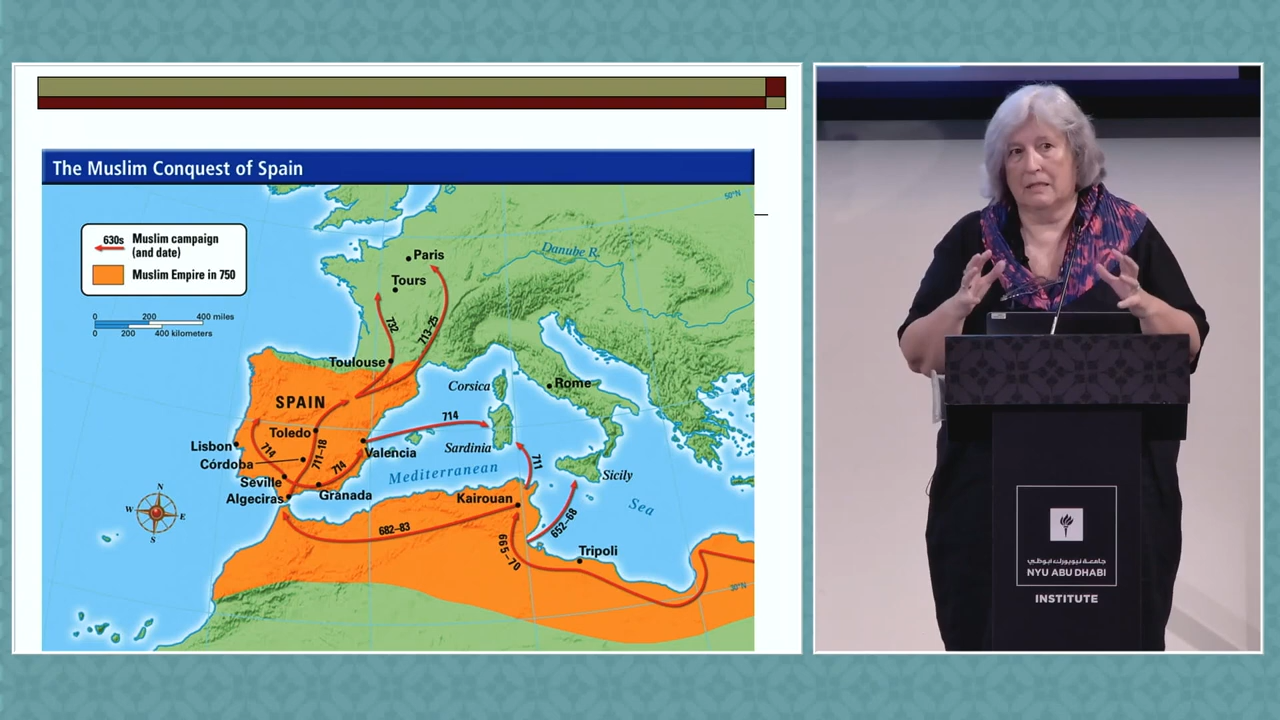 The Muslim Conquest of Spain
630s
Muslim campaign
(and date)
Muslim Empire in 750
0 200 400 miles
0 200 400 kilometers
50°N
Danube R.
Paris
Tours
732
713–25
Toulouse
Corsica
Rome
SPAIN
714
Toledo
Lisbon
Sardinia
Valencia
714
711–18
Córdoba
714
Mediterranean
711
Sicily
Seville
Granada
Algeciras
Kairouan
Sea
N
W
E
S
682–83
652–68
665–70
Tripoli
30°N
جامعة نيويورك أبوظبي
NYU ABU DHABI
INSTITUTE